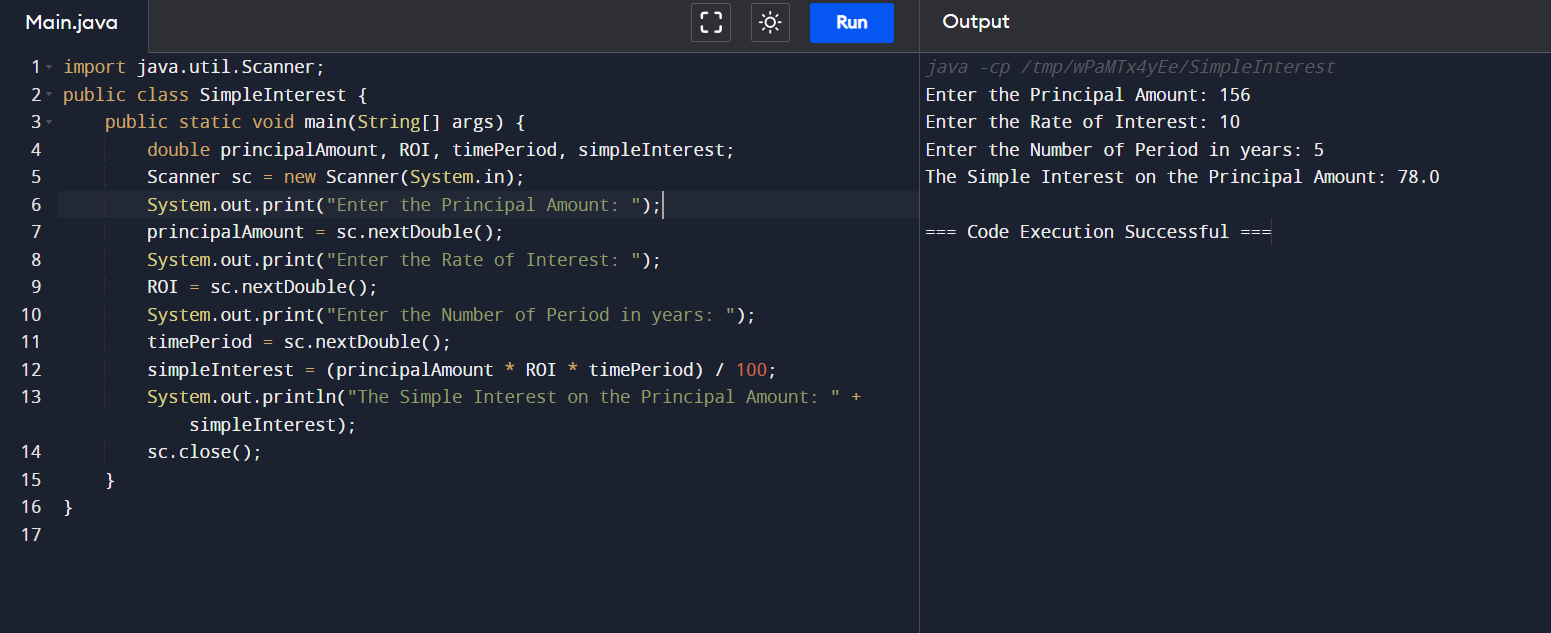 Main.java
Run
Output
1 import java.util.Scanner;
2 public class SimpleInterest {
3     public static void main(String[] args) {
4         double principalAmount, ROI, timePeriod, simpleInterest;
5         Scanner sc = new Scanner(System.in);
6         System.out.print("Enter the Principal Amount: ");
7         principalAmount = sc.nextDouble();
8         System.out.print("Enter the Rate of Interest: ");
9         ROI = sc.nextDouble();
10         System.out.print("Enter the Number of Period in years: ");
11         timePeriod = sc.nextDouble();
12         simpleInterest = (principalAmount * ROI * timePeriod) / 100;
13         System.out.println("The Simple Interest on the Principal Amount: " +
            simpleInterest);
14         sc.close();
15     }
16 }
17
java -cp /tmp/wPaMTx4yEe/SimpleInterest
Enter the Principal Amount: 156
Enter the Rate of Interest: 10
Enter the Number of Period in years: 5
The Simple Interest on the Principal Amount: 78.0
=== Code Execution Successful ===